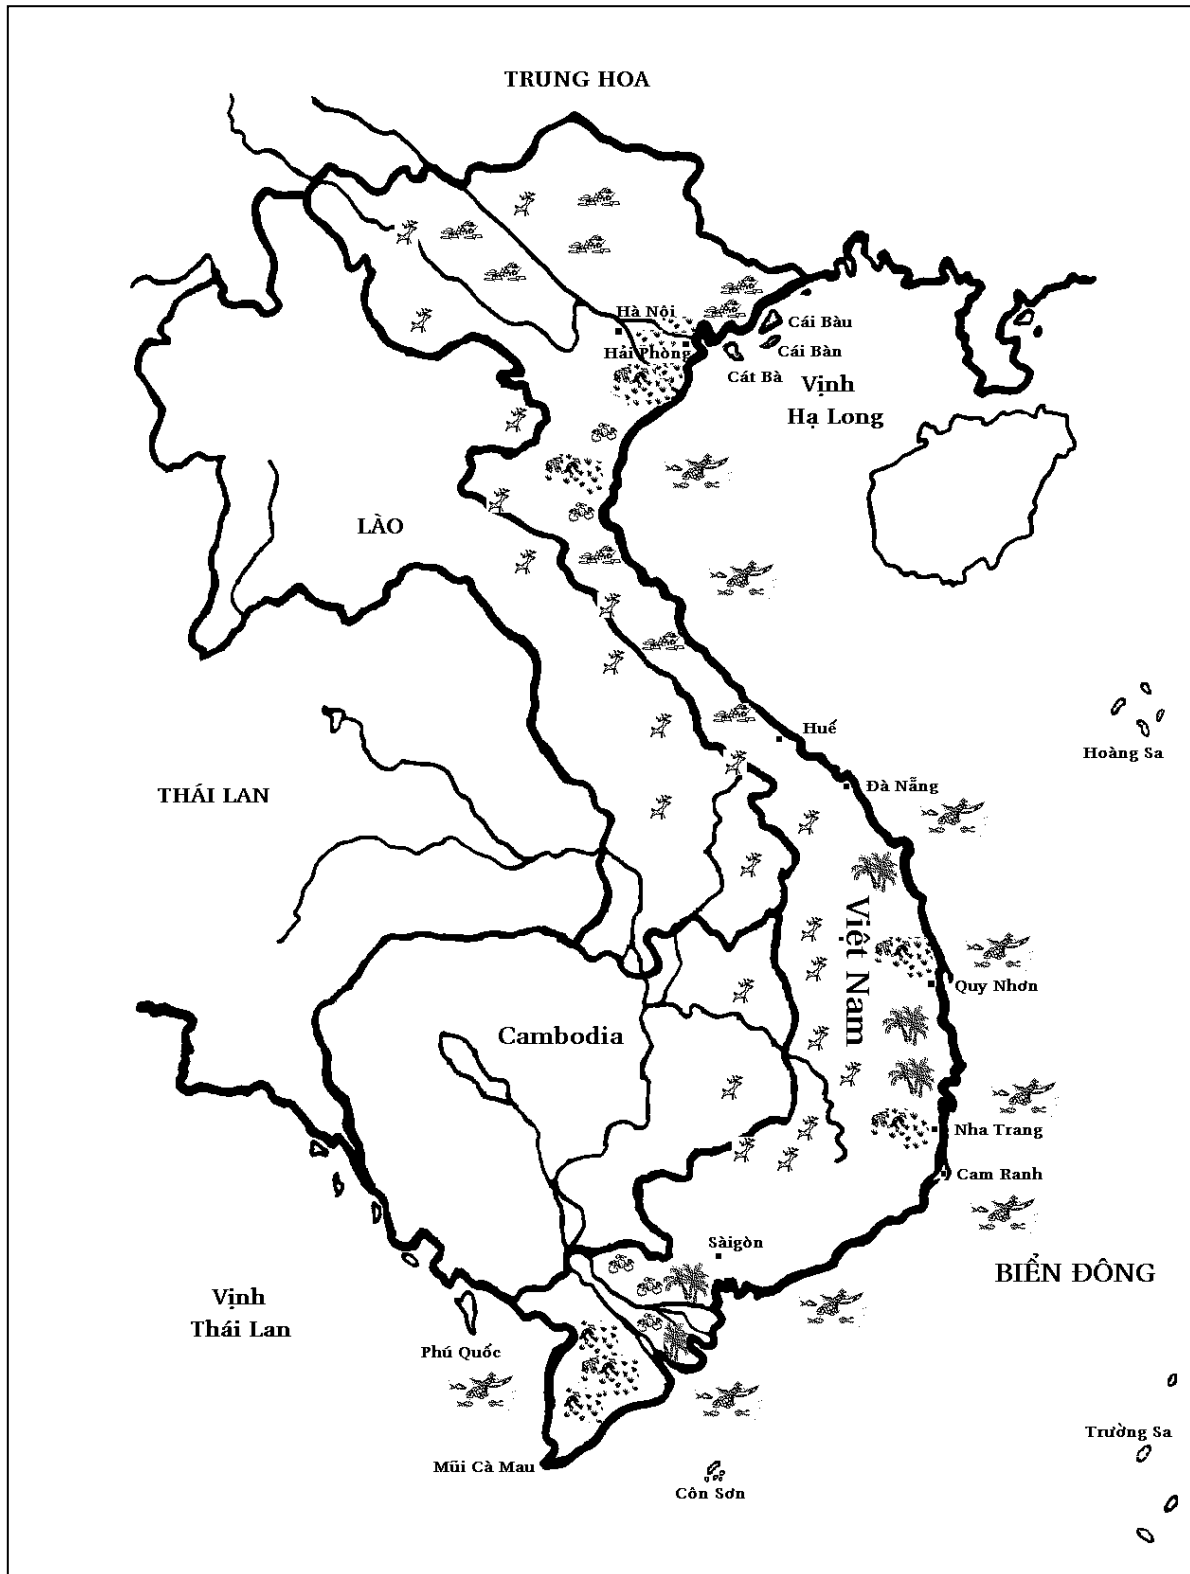 TRUNG HOA
Hà Nội
Hải Phòng
Cái Bàu
Cái Bàn
Cát Bà
Vịnh
Hạ Long
LÀO
Huế
Hoàng Sa
THÁI LAN
Đà Nẵng
Việt Nam
Quy Nhơn
Cambodia
Nha Trang
Cam Ranh
Sàigòn
BIỂN ĐÔNG
Vịnh
Thái Lan
Phú Quốc
Trường Sa
Mũi Cà Mau
Côn Sơn